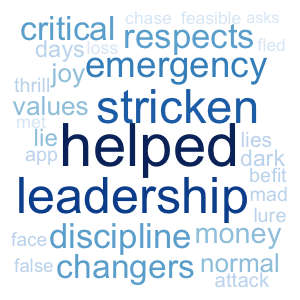 chase feasible asks
critical respects
days loss fled
joy emergency
thrill
values stricken
met
lie helped lies
app dark
befit
leadership mad
lure
face discipline money
false changers normal
attack